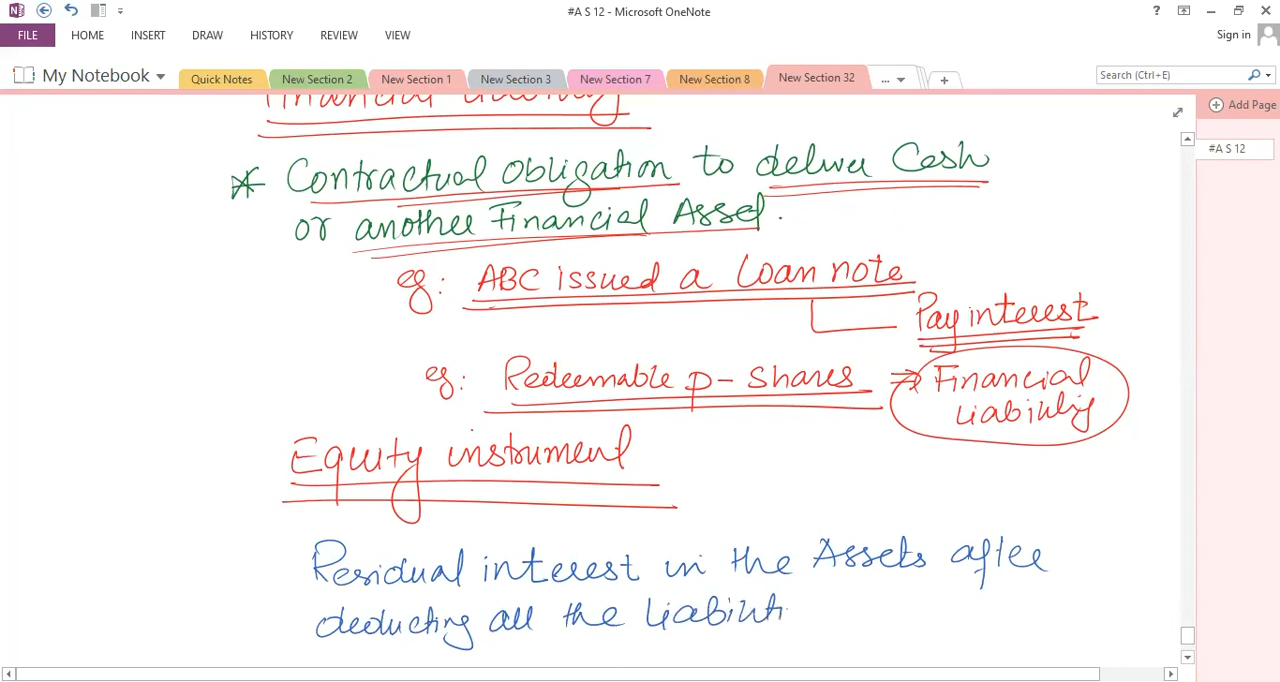 #A S 12 - Microsoft OneNote
?
FILE HOME INSERT DRAW HISTORY REVIEW VIEW
Sign in
My Notebook
Quick Notes New Section 2 New Section 1 New Section 3 New Section 7 New Section 8 New Section 32 ...
Search (Ctrl+E)
Add Page
#A S 12
Financial Liability
* Contractual Obligation to deliver Cash
or another Financial Asset.
eg: ABC issued a Loan note
Pay interest
eg: Redeemable p-shares ⇒ Financial
Liability
Equity instrument
Residual interest in the Assets after
deducting all the Liabiliti